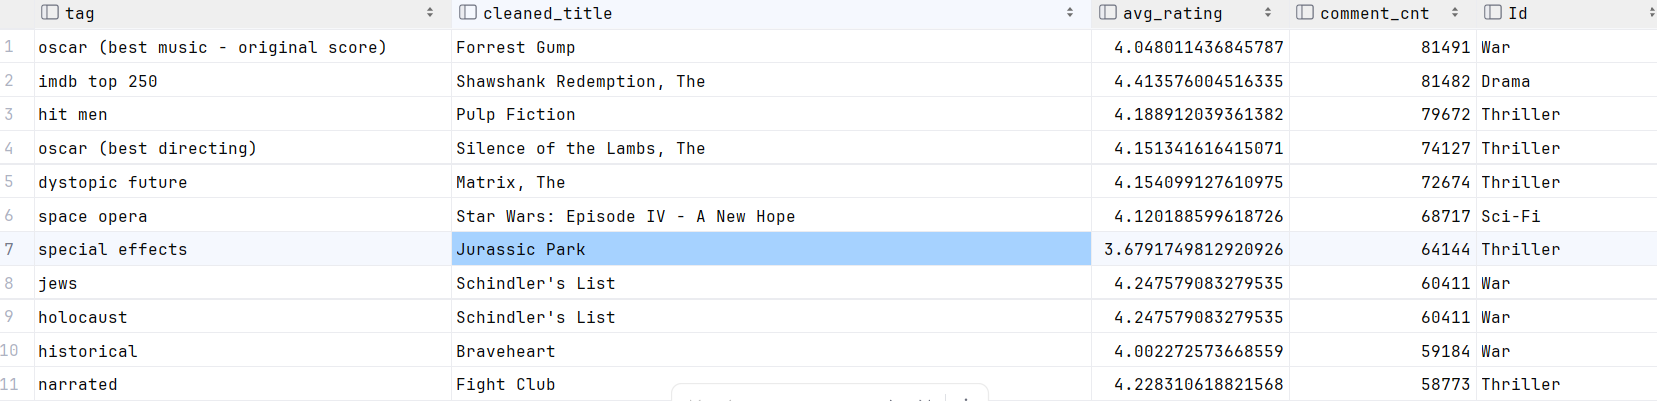 tag cleaned_title avg_rating comment_cnt Id
1 oscar (best music - original score) Forrest Gump 4.048011436845787 81491 War
2 imdb top 250 Shawshank Redemption, The 4.413576004516335 81482 Drama
3 hit men Pulp Fiction 4.188912039361382 79672 Thriller
4 oscar (best directing) Silence of the Lambs, The 4.151341616415071 74127 Thriller
5 dystopic future Matrix, The 4.154099127610975 72674 Thriller
6 space opera Star Wars: Episode IV - A New Hope 4.120188599618726 68717 Sci-Fi
7 special effects Jurassic Park 3.6791749812920926 64144 Thriller
8 jews Schindler's List 4.247579083279535 60411 War
9 holocaust Schindler's List 4.247579083279535 60411 War
10 historical Braveheart 4.002272573668559 59184 War
11 narrated Fight Club 4.228310618821568 58773 Thriller